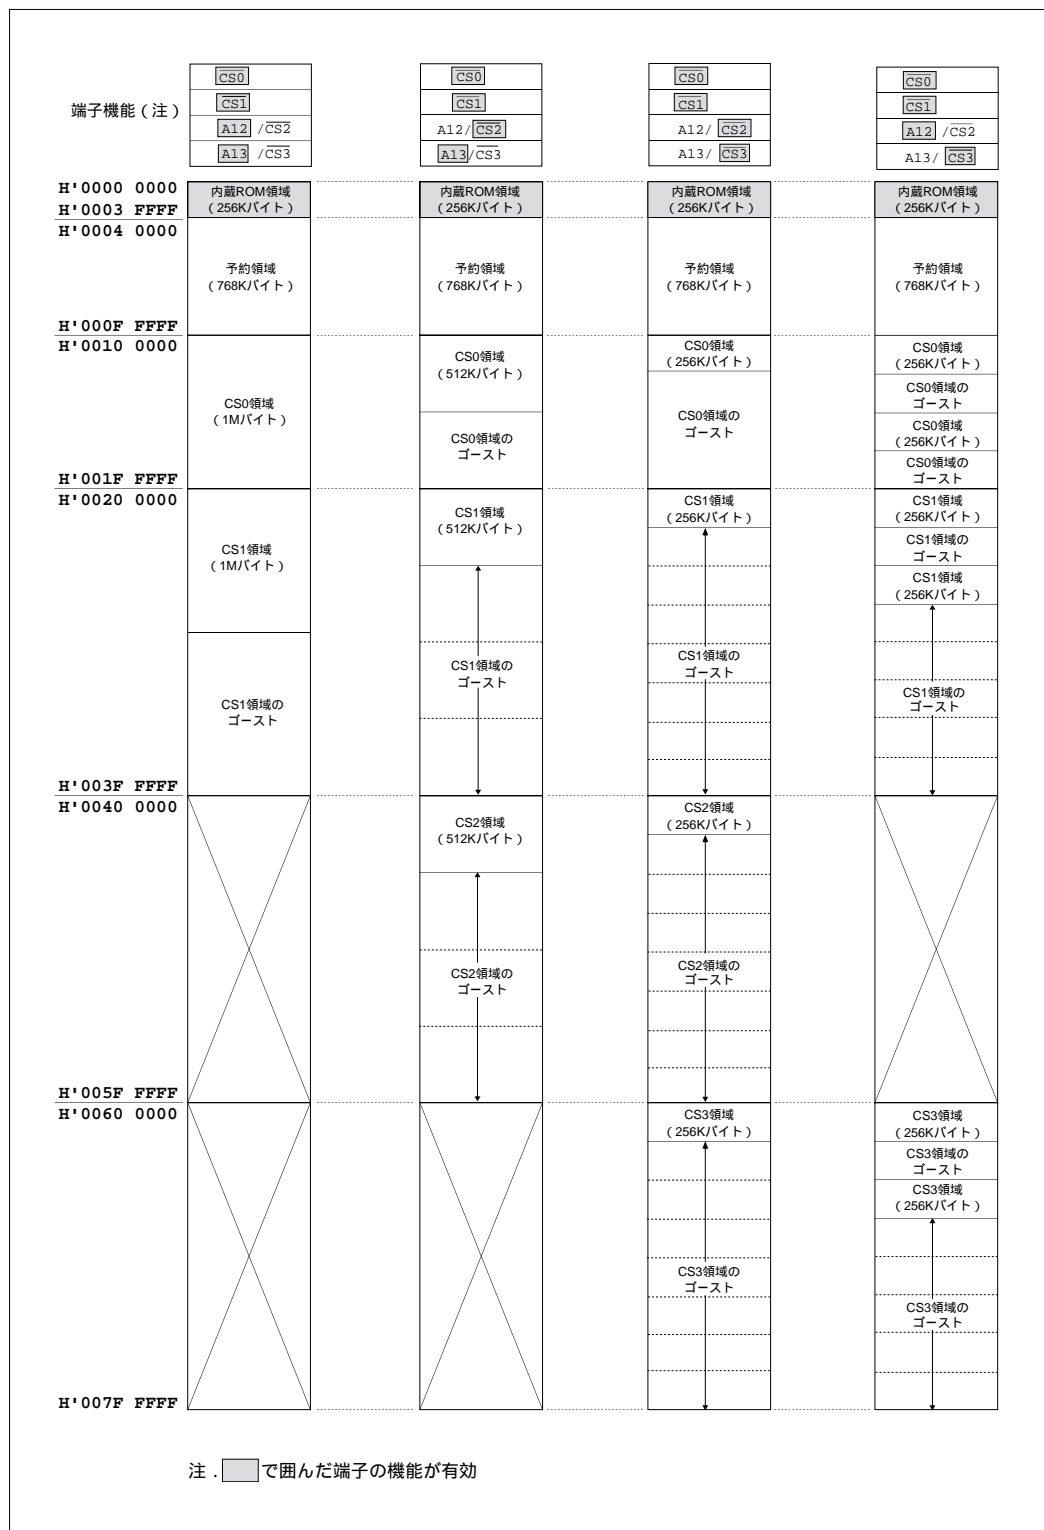 端子機能（注）
CS0
CS1
A12 /CS2
A13 /CS3
CS0
CS1
A12/CS2
A13/CS3
CS0
CS1
A12/ CS2
A13/ CS3
CS0
CS1
A12 /CS2
A13/ CS3
H'0000 0000
H'0003 FFFF
H'0004 0000
H'000F FFFF
H'0010 0000
H'001F FFFF
H'0020 0000
H'003F FFFF
H'0040 0000
H'005F FFFF
H'0060 0000
H'007F FFFF
内蔵ROM領域
（256Kバイト）
予約領域
（768Kバイト）
CS0領域
（1Mバイト）
CS1領域
（1Mバイト）
CS1領域の
ゴースト
内蔵ROM領域
（256Kバイト）
予約領域
（768Kバイト）
CS0領域
（512Kバイト）
CS0領域の
ゴースト
CS1領域
（512Kバイト）
CS1領域の
ゴースト
CS2領域
（512Kバイト）
CS2領域の
ゴースト
内蔵ROM領域
（256Kバイト）
予約領域
（768Kバイト）
CS0領域
（256Kバイト）
CS0領域の
ゴースト
CS1領域
（256Kバイト）
CS1領域の
ゴースト
CS2領域
（256Kバイト）
CS2領域の
ゴースト
CS3領域
（256Kバイト）
CS3領域の
ゴースト
内蔵ROM領域
（256Kバイト）
予約領域
（768Kバイト）
CS0領域
（256Kバイト）
CS0領域の
ゴースト
CS0領域
（256Kバイト）
CS0領域の
ゴースト
CS1領域
（256Kバイト）
CS1領域の
ゴースト
CS1領域
（256Kバイト）
CS1領域の
ゴースト
CS3領域
（256Kバイト）
CS3領域の
ゴースト
CS3領域
（256Kバイト）
CS3領域の
ゴースト
注． で囲んだ端子の機能が有効